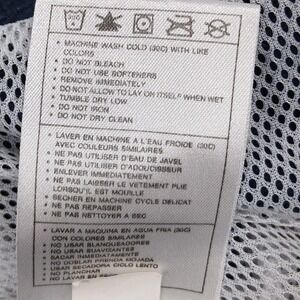 • MACHINE WASH COLD (30C) WITH LIKE
COLORS
• DO NOT BLEACH
• DO NOT USE SOFTENERS
• REMOVE IMMEDIATELY
• DO NOT ALLOW TO LAY ON ITSELF WHEN WET
• TUMBLE DRY LOW
• DO NOT IRON
• DO NOT DRY CLEAN
• LAVER EN MACHINE A L'EAU FROIDE (30C)
AVEC COULEURS SIMILAIRES
• NE PAS UTILISER D'EAU DE JAVEL
• NE PAS UTILISER D'ADOUCISSEUR
• ENLEVER IMMEDIATEMENT
• NE PAS LAISSER LE VETEMENT PLIE
LORSQU'IL EST MOUILLE
• SECHER EN MACHINE CYCLE DELICAT
• NE PAS REPASSER
• NE PAS NETTOYER A SEC
• LAVAR A MAQUINA EN AGUA FRIA (30C)
CON COLORES SIMILARES
• NO USAR BLANQUEADORES
• NO USAR SUAVIZANTES
• SACAR INMEDIATAMENTE
• NO DOBLAR PRENDA MOJADA
• USAR SECADORA CICLO LENTO
• NO PLANCHAR
• NO LAVAR EN